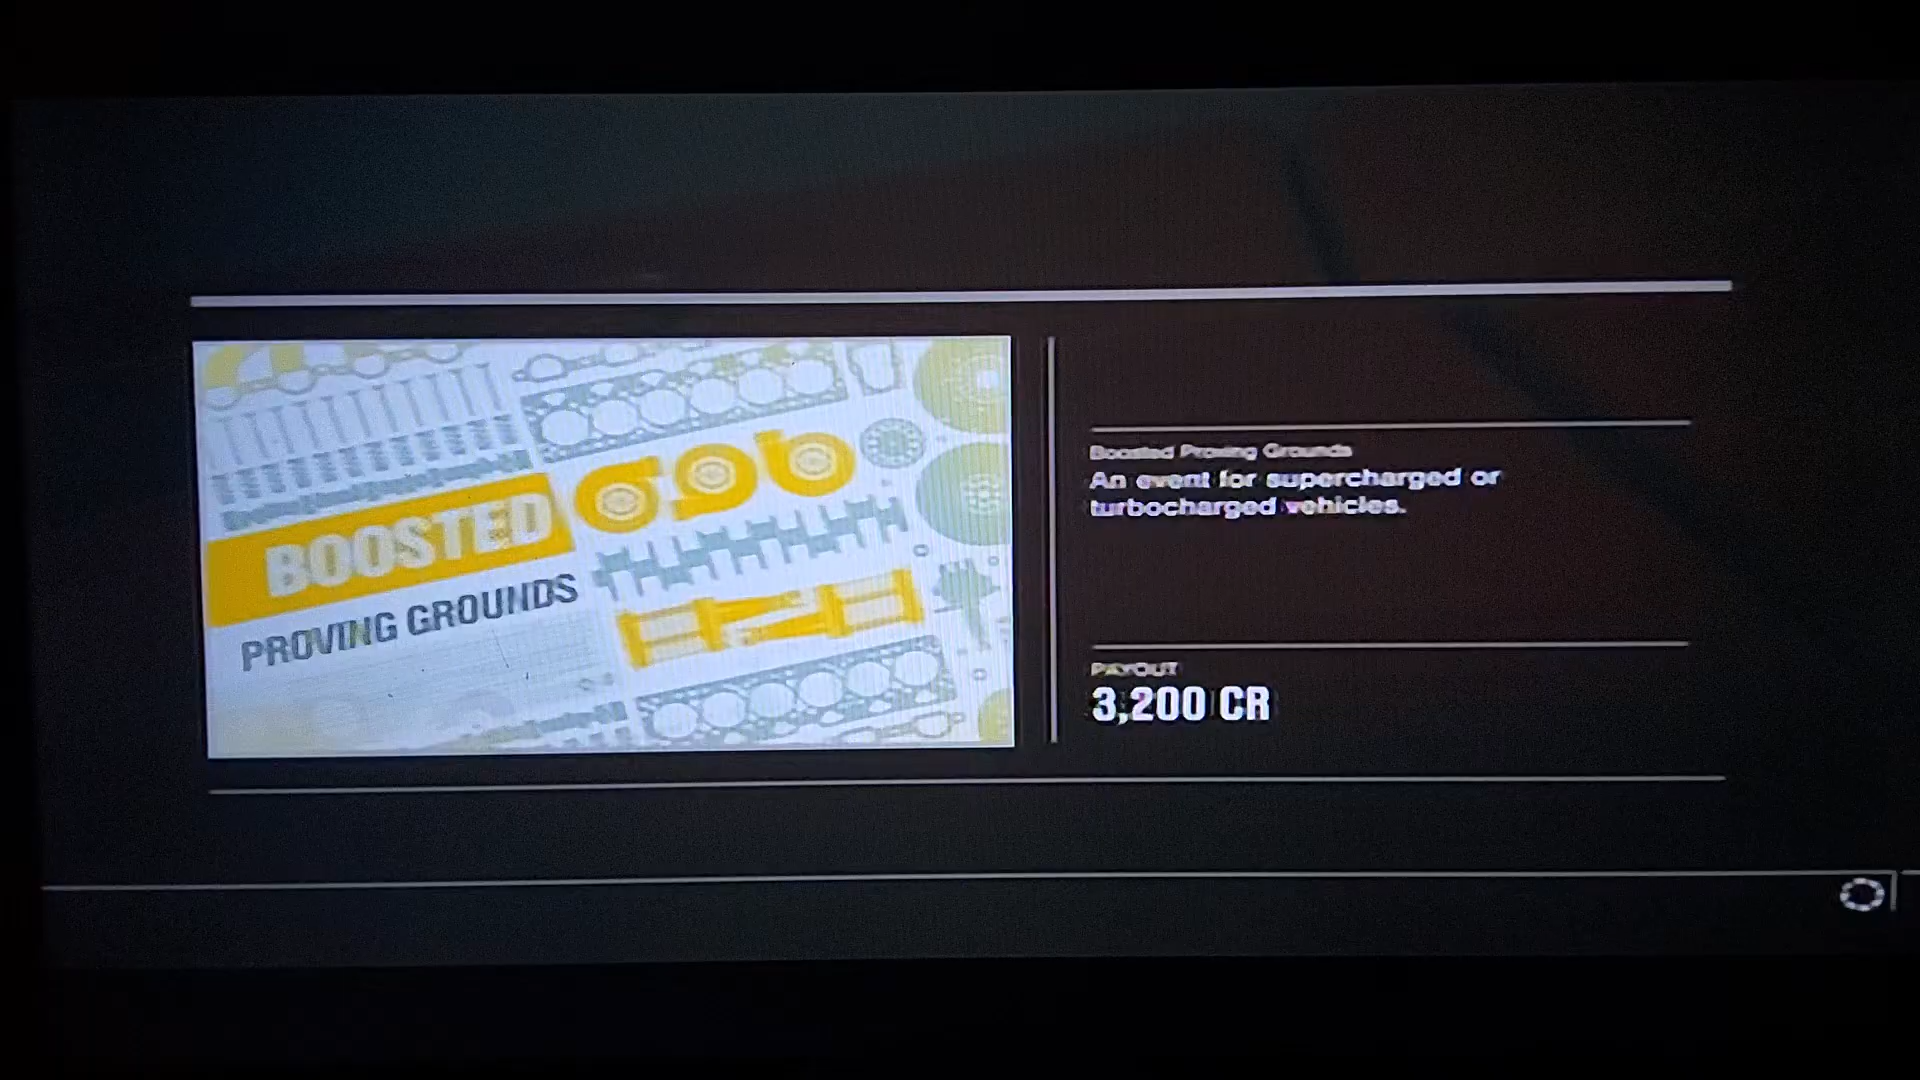 BOOSTED
PROVING GROUNDS
Boosted Proving Grounds
An event for supercharged or
turbocharged vehicles.
PAYOUT
3,200 CR